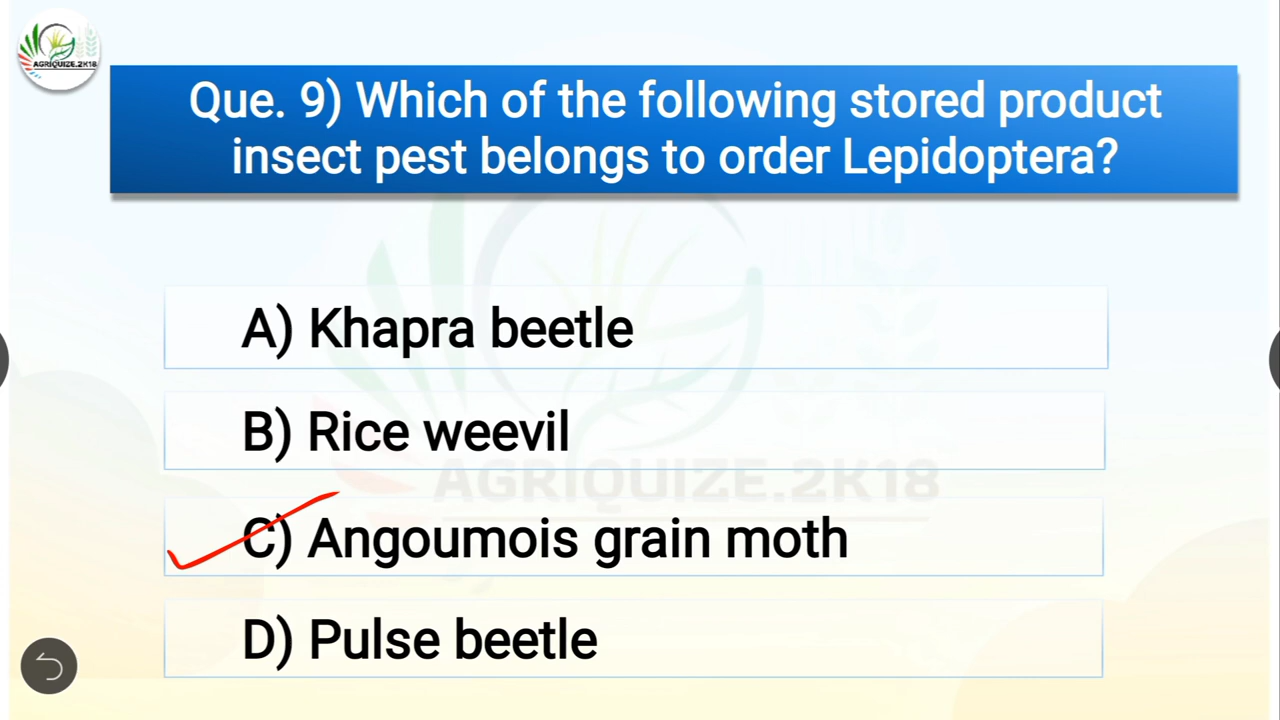 AGRIQUIZE.2K18
Que. 9) Which of the following stored product
insect pest belongs to order Lepidoptera?
A) Khapra beetle
B) Rice weevil
AGRIQUIZE.2K18
C) Angoumois grain moth
D) Pulse beetle